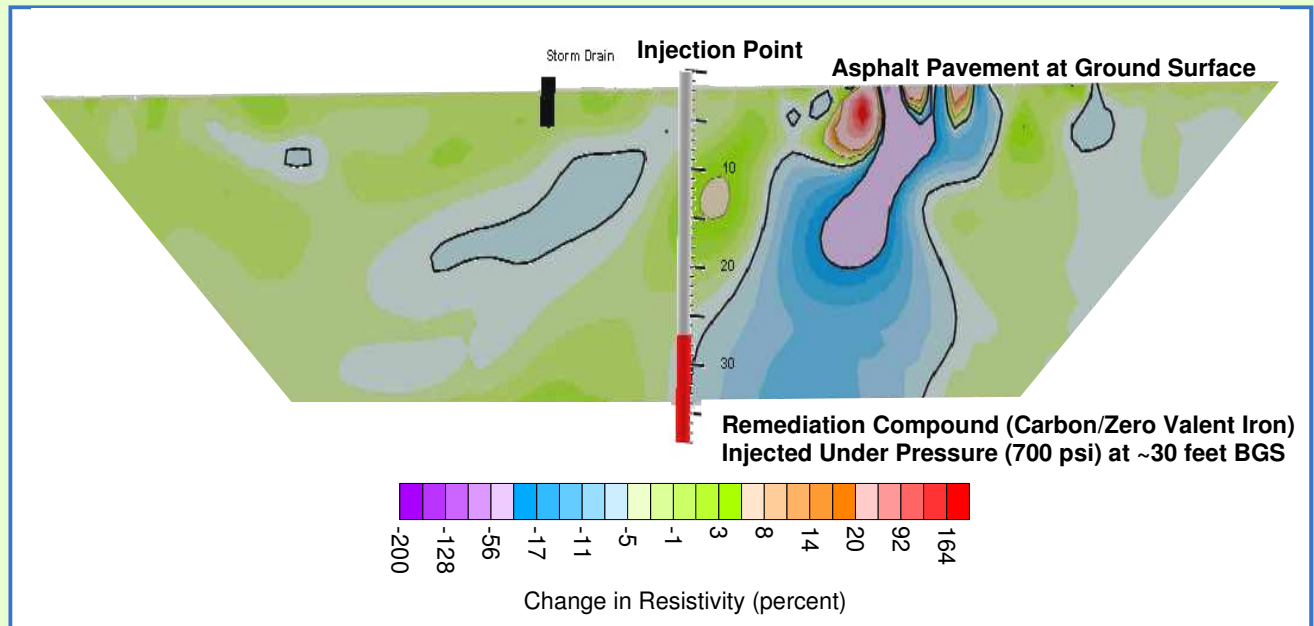 Storm Drain
Injection Point
Asphalt Pavement at Ground Surface
10
20
30
Remediation Compound (Carbon/Zero Valent Iron)
Injected Under Pressure (700 psi) at ~30 feet BGS
-200
-128
-56
-17
-11
-5
-1
3
8
14
20
92
164
Change in Resistivity (percent)